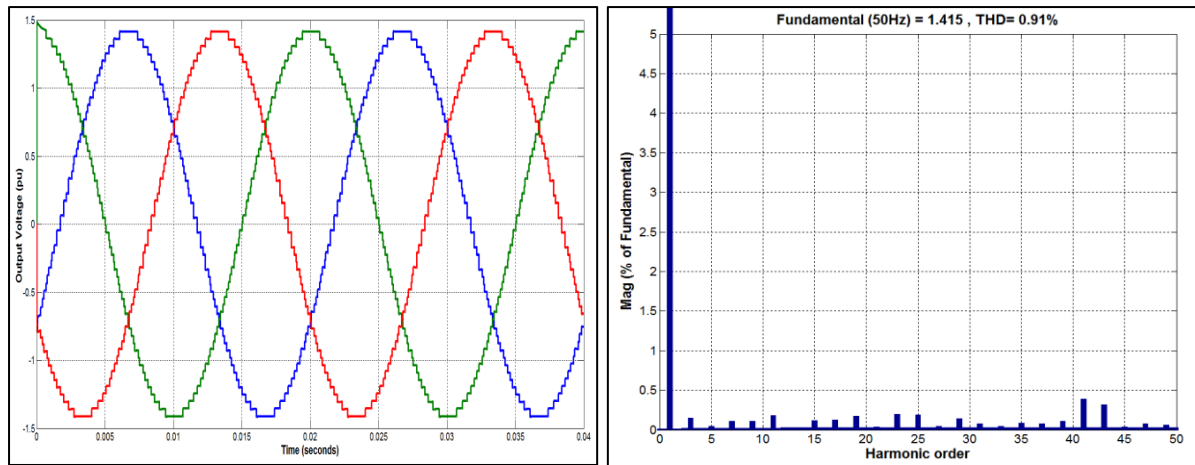 1.5
1
0.5
0
-0.5
-1
-1.5
Output Voltage (pu)
0 0.005 0.01 0.015 0.02 0.025 0.03 0.035 0.04
Time (seconds)
Fundamental (50Hz) = 1.415 , THD= 0.91%
5
4.5
4
3.5
3
2.5
2
1.5
1
0.5
0
Mag (% of Fundamental)
0 5 10 15 20 25 30 35 40 45 50
Harmonic order